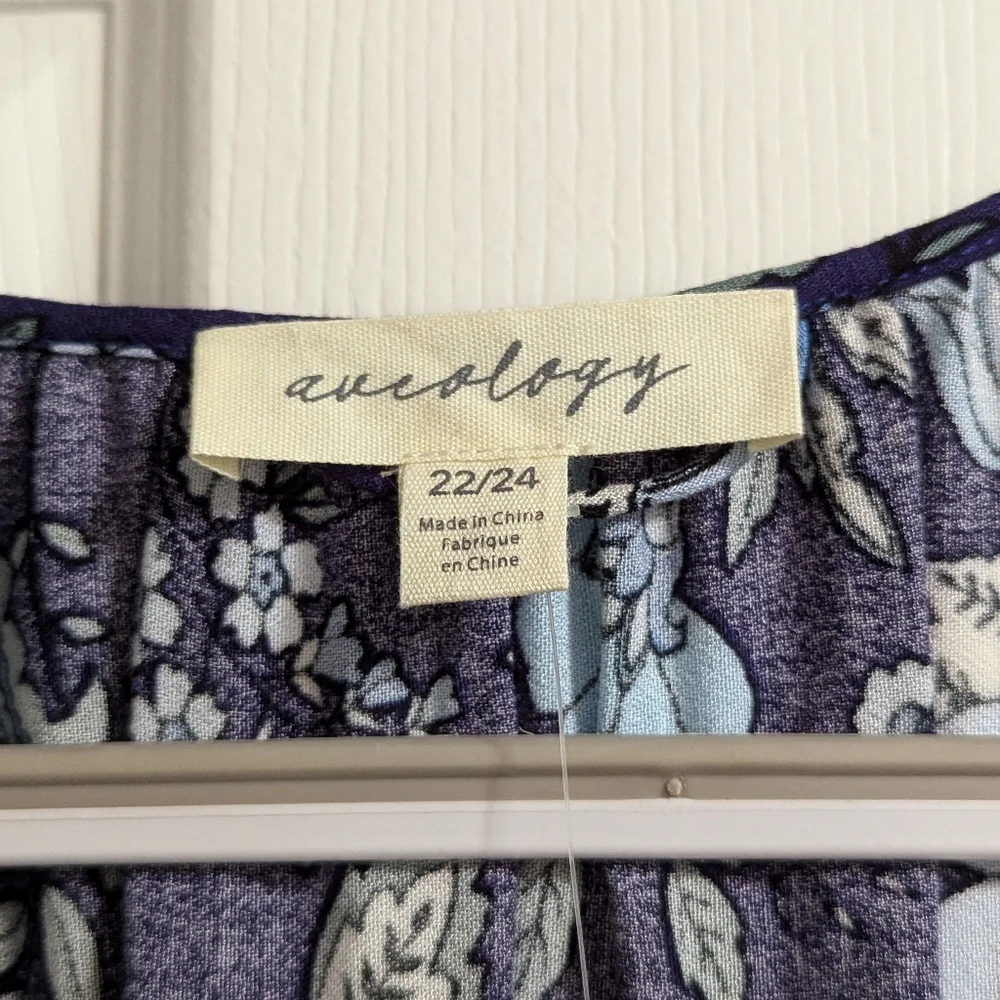 aveology
22/24
Made in China
Fabrique
en Chine